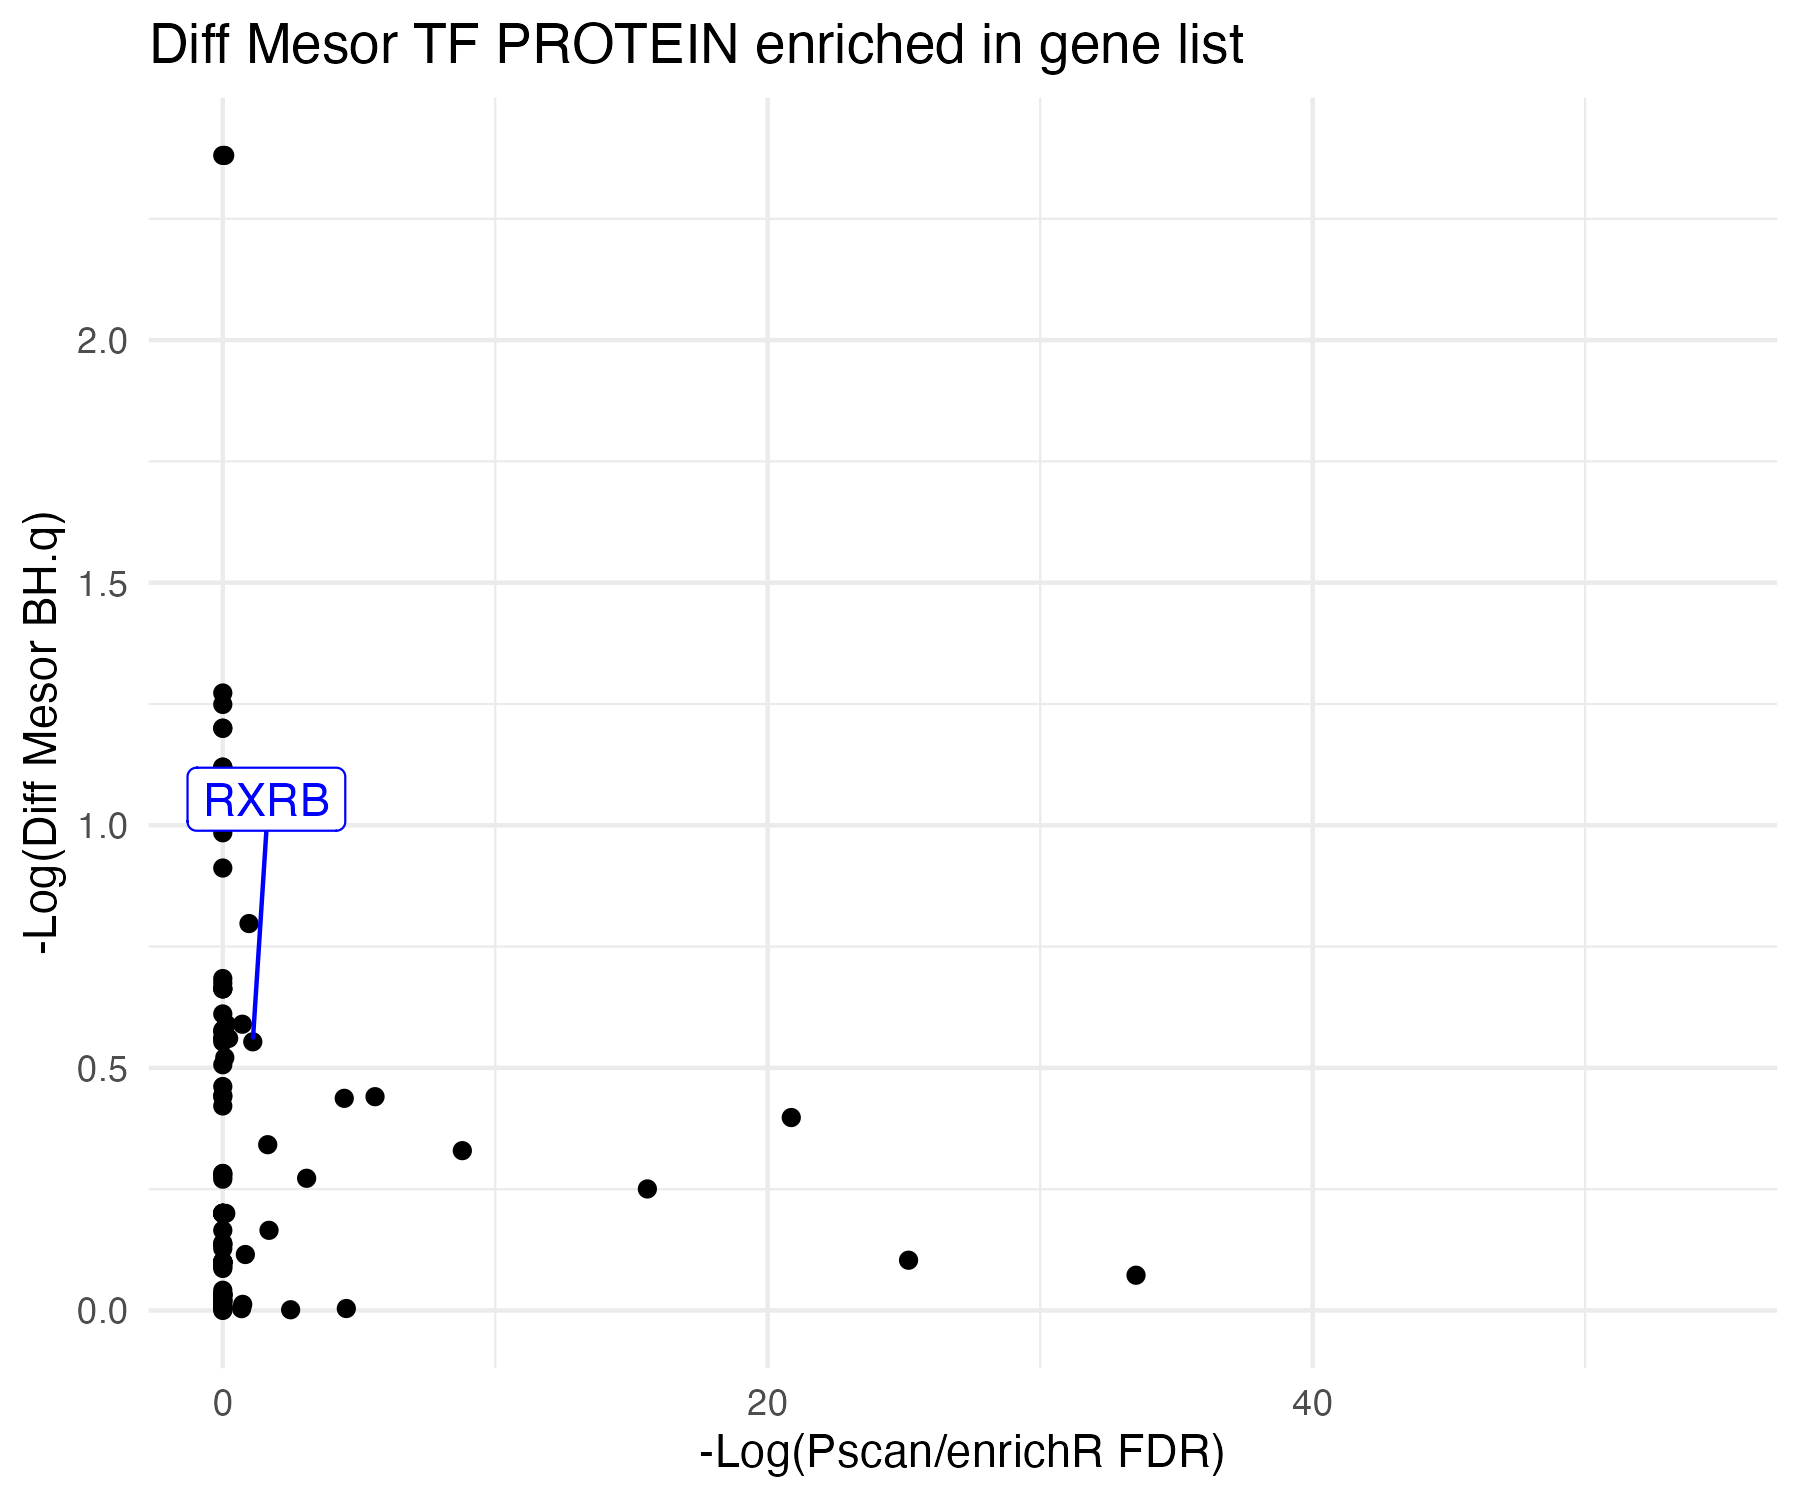 Diff Mesor TF PROTEIN enriched in gene list
-Log(Diff Mesor BH.q)
2.0
1.5
1.0
0.5
0.0
RXRB
0
20
40
-Log(Pscan/enrichR FDR)